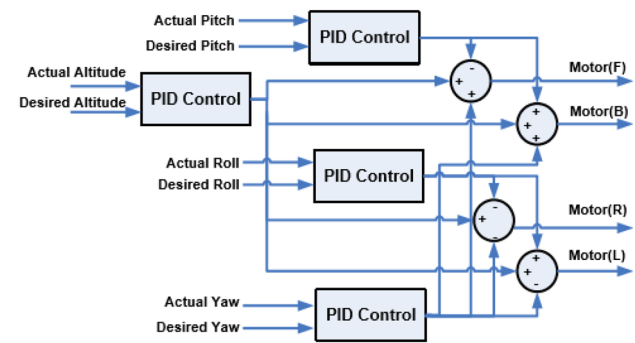 Actual Pitch
Desired Pitch
PID Control
Actual Altitude
Desired Altitude
PID Control
Motor(F)
Motor(B)
- + +
+ + +
Actual Roll
Desired Roll
PID Control
Motor(R)
Motor(L)
- + -
+ + -
Actual Yaw
Desired Yaw
PID Control